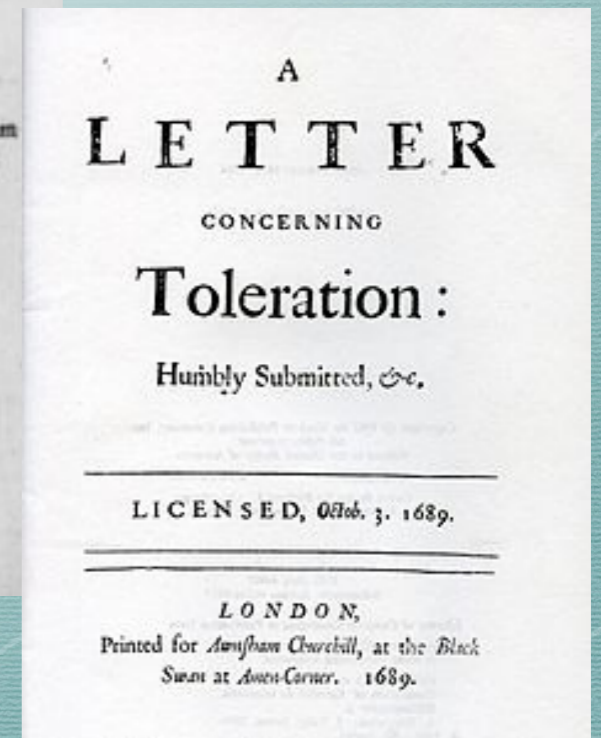 A
LETTER
CONCERNING
Toleration:
Humbly Submitted, &c.
LICENSED, Octob. 3. 1689.
LONDON,
Printed for Awnsham Churchill, at the Black
Swan at Amen-Corner. 1689.